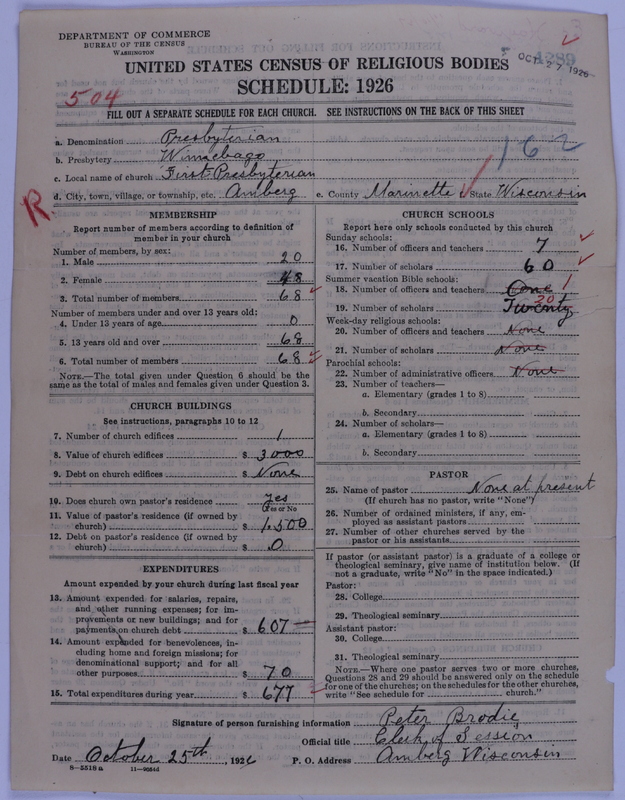 DEPARTMENT OF COMMERCE
BUREAU OF THE CENSUS
WASHINGTON
OCT 27 1926
UNITED STATES CENSUS OF RELIGIOUS BODIES
SCHEDULE: 1926
504
FILL OUT A SEPARATE SCHEDULE FOR EACH CHURCH. SEE INSTRUCTIONS ON THE BACK OF THIS SHEET
a. Denomination Presbyterian
162
b. Presbytery Winnebago
c. Local name of church First Presbyterian
d. City, town, village, or township, etc. Amberg e. County Marinette State Wisconsin
R
MEMBERSHIP
Report number of members according to definition of
member in your church
Number of members, by sex:
1. Male 20
2. Female 48
3. Total number of members 68
Number of members under and over 13 years old:
4. Under 13 years of age 0
5. 13 years old and over 68
6. Total number of members 68
NOTE.—The total given under Question 6 should be the
same as the total of males and females given under Question 3.
CHURCH BUILDINGS
See instructions, paragraphs 10 to 12
7. Number of church edifices 1
8. Value of church edifices $ 3000
9. Debt on church edifices $ None
10. Does church own pastor's residence yes
Yes or No
11. Value of pastor's residence (if owned by
church) $ 1,500
12. Debt on pastor's residence (if owned by
church) $ 0
EXPENDITURES
Amount expended by your church during last fiscal year
13. Amount expended for salaries, repairs,
and other running expenses; for im-
provements or new buildings; and for
payments on church debt $ 607
14. Amount expended for benevolences, in-
cluding home and foreign missions; for
denominational support; and for all
other purposes $ 70
15. Total expenditures during year $ 677
CHURCH SCHOOLS
Report here only schools conducted by this church
Sunday schools:
16. Number of officers and teachers 7
17. Number of scholars 60
Summer vacation Bible schools:
18. Number of officers and teachers One 1
19. Number of scholars Twenty 20
Week-day religious schools:
20. Number of officers and teachers None
21. Number of scholars None
Parochial schools:
22. Number of administrative officers None
23. Number of teachers—
a. Elementary (grades 1 to 8)
b. Secondary
24. Number of scholars—
a. Elementary (grades 1 to 8)
b. Secondary
PASTOR
25. Name of pastor None at present
(If church has no pastor, write "None")
26. Number of ordained ministers, if any, em-
ployed as assistant pastors
27. Number of other churches served by the
pastor or his assistants
If pastor (or assistant pastor) is a graduate of a college or
theological seminary, give name of institution below. (If
not a graduate, write "No" in the space indicated.)
Pastor:
28. College
29. Theological seminary
Assistant pastor:
30. College
31. Theological seminary
NOTE.—Where one pastor serves two or more churches,
Questions 28 and 29 should be answered only on the schedule
for one of the churches; on the schedules for the other churches,
write "See schedule for church."
Signature of person furnishing information Peter Brodie
Official title Clerk of Session
Date October 25th, 1926 P. O. Address Amberg Wisconsin
8—5518a 11—9084d